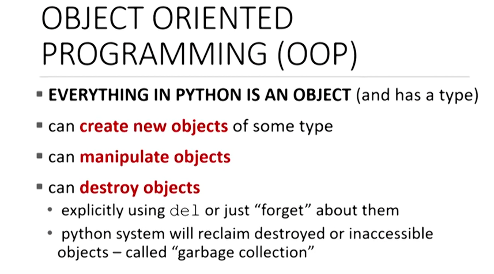 OBJECT ORIENTED
PROGRAMMING (OOP)
▪ EVERYTHING IN PYTHON IS AN OBJECT (and has a type)
▪ can create new objects of some type
▪ can manipulate objects
▪ can destroy objects
• explicitly using del or just “forget” about them
• python system will reclaim destroyed or inaccessible
objects – called “garbage collection”